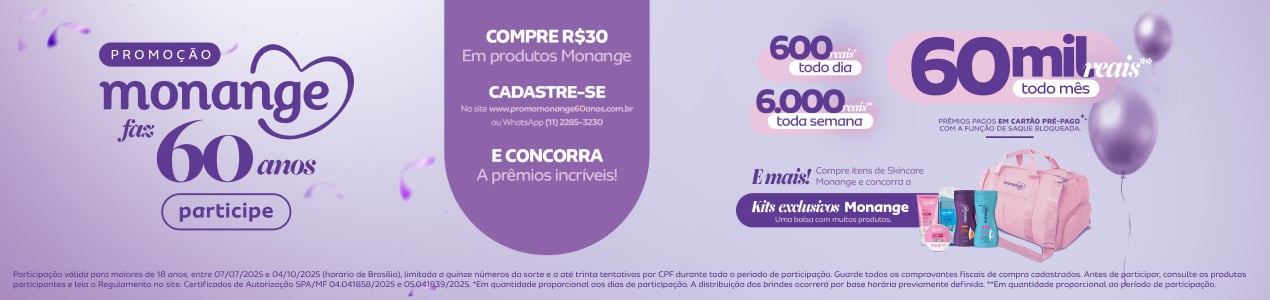 PROMOÇÃO
monange
faz
60 anos
participe
COMPRE R$30
Em produtos Monange
CADASTRE-SE
No site www.promomonange60anos.com.br
ou WhatsApp (11) 2285-3230
E CONCORRA
A prêmios incríveis!
600 reais*
todo dia
6.000 reais**
toda semana
60 mil reais**
todo mês
PRÊMIOS PAGOS EM CARTÃO PRÉ-PAGO
COM A FUNÇÃO DE SAQUE BLOQUEADA.
E mais! Compre itens de Skincare
Monange e concorra a
Kits exclusivos Monange
Uma bolsa com muitos produtos.
monange
Participação válida para maiores de 18 anos, entre 07/07/2025 e 04/10/2025 (horário de Brasília), limitada a quinze números da sorte e a até trinta tentativas por CPF durante todo o período de participação. Guarde todos os comprovantes fiscais de compra cadastrados. Antes de participar, consulte os produtos
participantes e leia o Regulamento no site. Certificados de Autorização SPA/MF 04.041858/2025 e 05.041839/2025. *Em quantidade proporcional aos dias de participação. A distribuição dos brindes ocorrerá por base horária previamente definida. **Em quantidade proporcional ao período de participação.